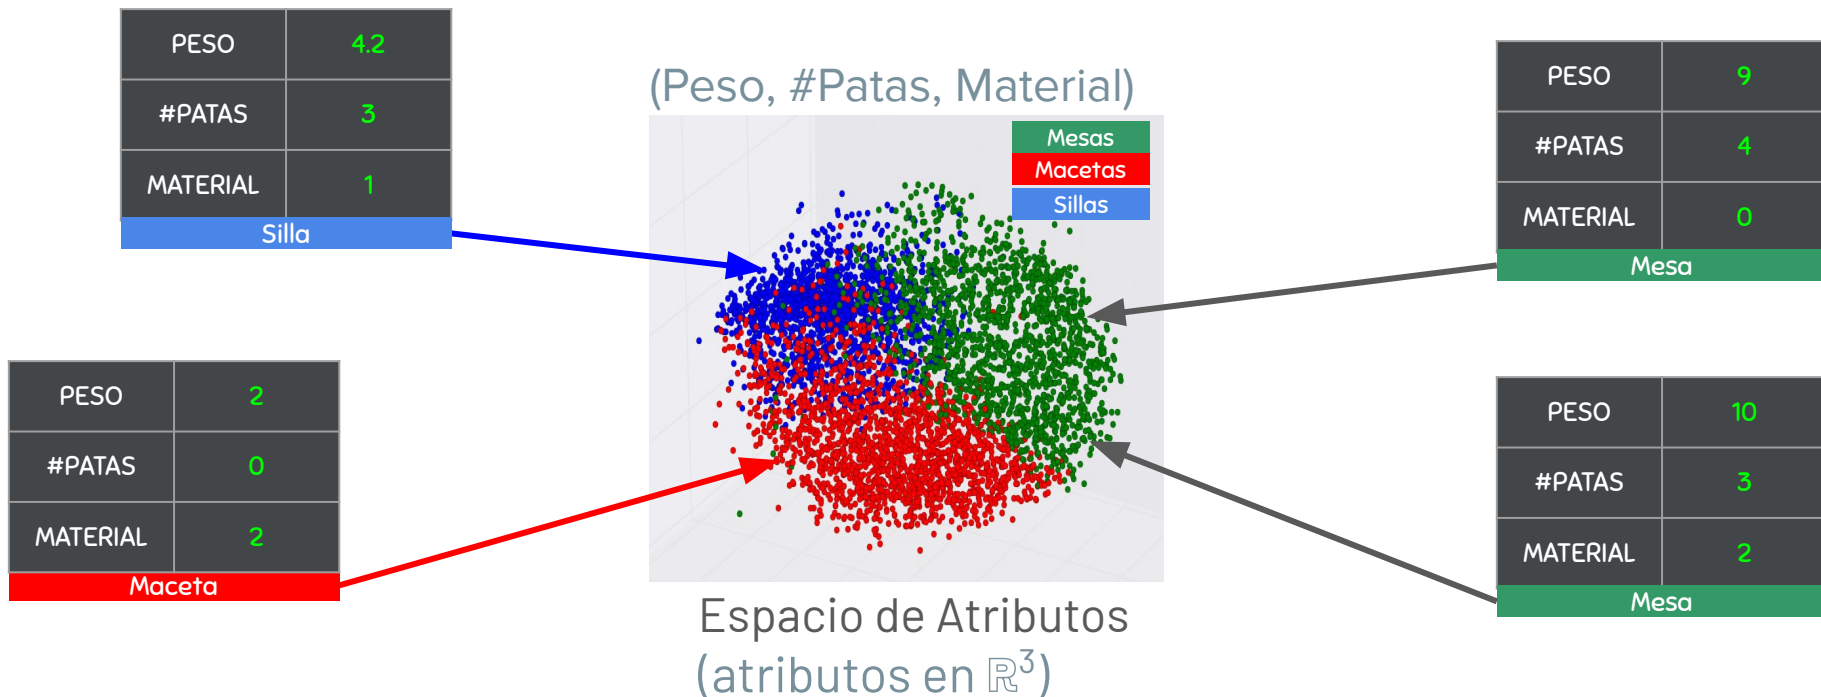 PESO 4.2
#PATAS 3
MATERIAL 1
Silla
PESO 2
#PATAS 0
MATERIAL 2
Maceta
(Peso, #Patas, Material)
Mesas
Macetas
Sillas
Espacio de Atributos
(atributos en ℝ³)
PESO 9
#PATAS 4
MATERIAL 0
Mesa
PESO 10
#PATAS 3
MATERIAL 2
Mesa